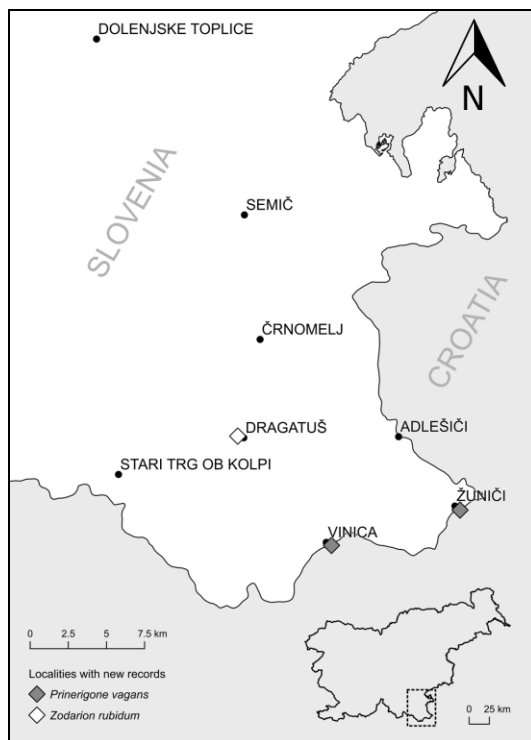 DOLENJSKE TOPLICE
N
SLOVENIA
SEMIČ
CROATIA
ČRNOMELJ
DRAGATUŠ
ADLEŠIČI
STARI TRG OB KOLPI
ŽUNIČI
VINICA
0 2.5 5 7.5 km
Localities with new records
Prinerigone vagans
Zodarion rubidum
0 25 km